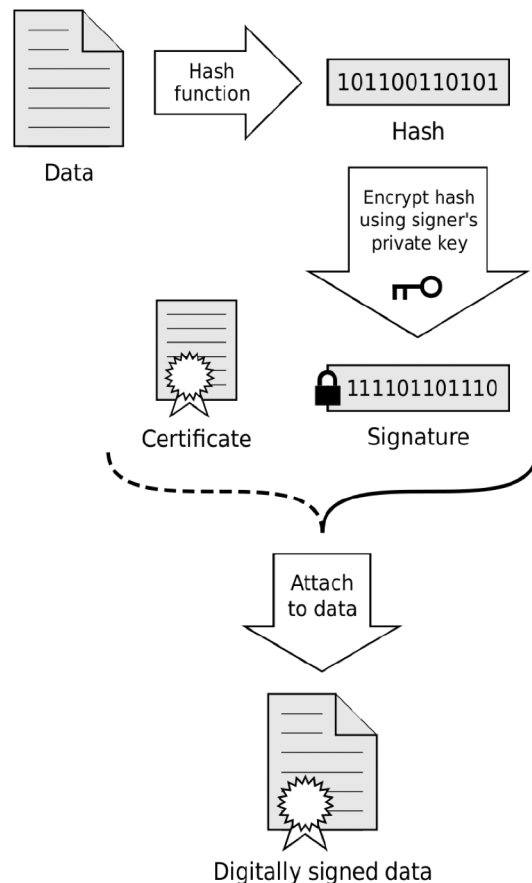 Hash
function
101100110101
Hash
Data
Encrypt hash
using signer's
private key
111101101110
Certificate
Signature
Attach
to data
Digitally signed data